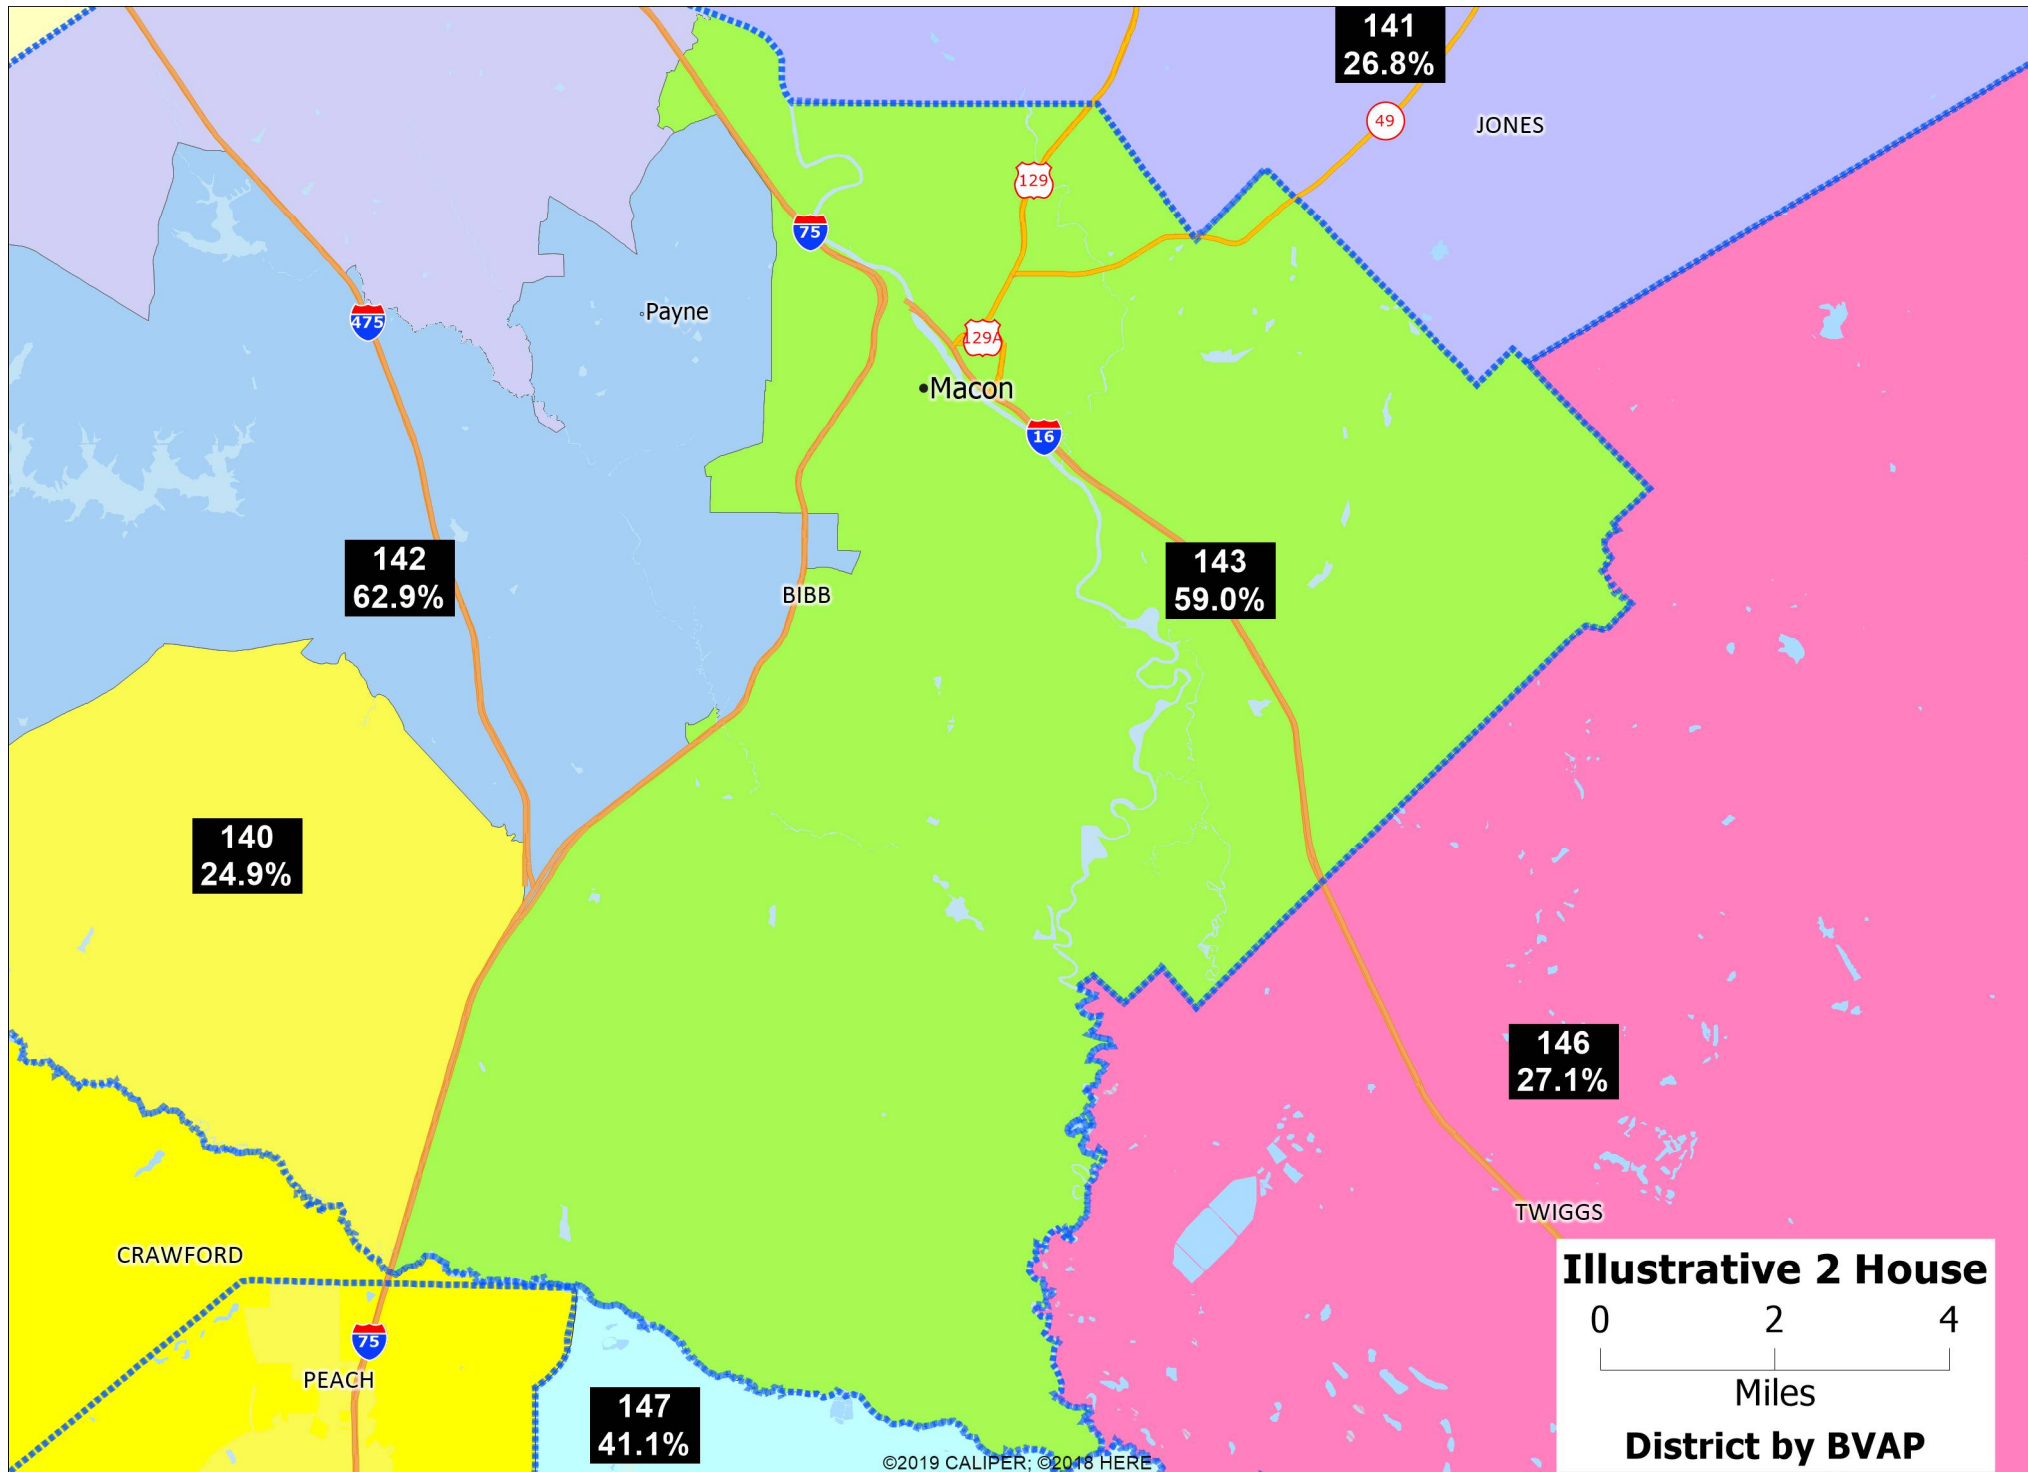 141
26.8%
49
JONES
129
75
475
Payne
129A
Macon
16
142
62.9%
143
59.0%
BIBB
140
24.9%
146
27.1%
TWIGGS
CRAWFORD
75
PEACH
147
41.1%
Illustrative 2 House
0 2 4
Miles
District by BVAP
©2019 CALIPER; ©2018 HERE